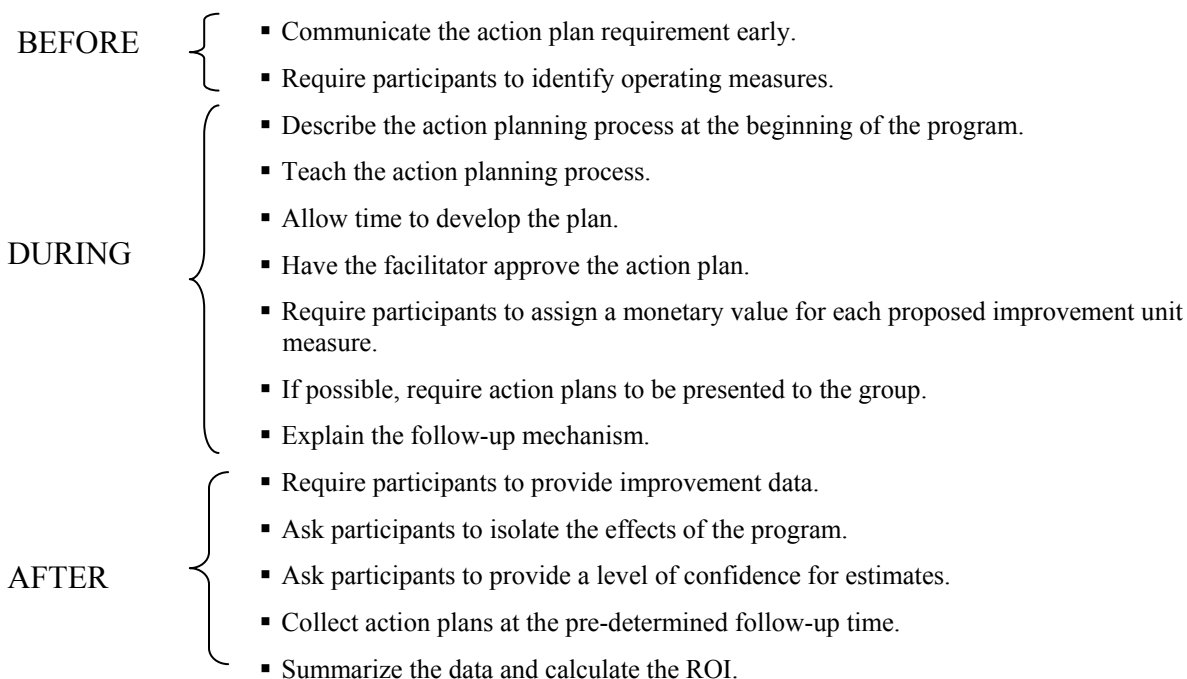 BEFORE
▪ Communicate the action plan requirement early.
▪ Require participants to identify operating measures.
DURING
▪ Describe the action planning process at the beginning of the program.
▪ Teach the action planning process.
▪ Allow time to develop the plan.
▪ Have the facilitator approve the action plan.
▪ Require participants to assign a monetary value for each proposed improvement unit
measure.
▪ If possible, require action plans to be presented to the group.
▪ Explain the follow-up mechanism.
AFTER
▪ Require participants to provide improvement data.
▪ Ask participants to isolate the effects of the program.
▪ Ask participants to provide a level of confidence for estimates.
▪ Collect action plans at the pre-determined follow-up time.
▪ Summarize the data and calculate the ROI.